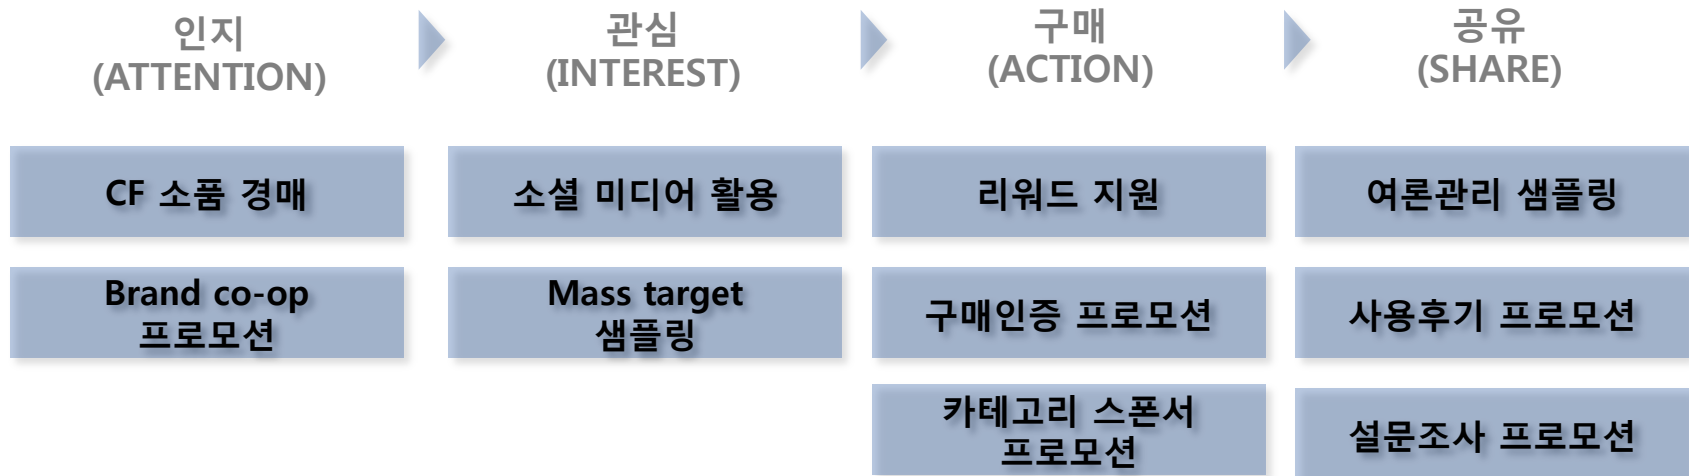 인지
(ATTENTION)
관심
(INTEREST)
구매
(ACTION)
공유
(SHARE)
CF 소품 경매
소셜 미디어 활용
리워드 지원
여론관리 샘플링
Brand co-op
프로모션
Mass target
샘플링
구매인증 프로모션
사용후기 프로모션
카테고리 스폰서
프로모션
설문조사 프로모션